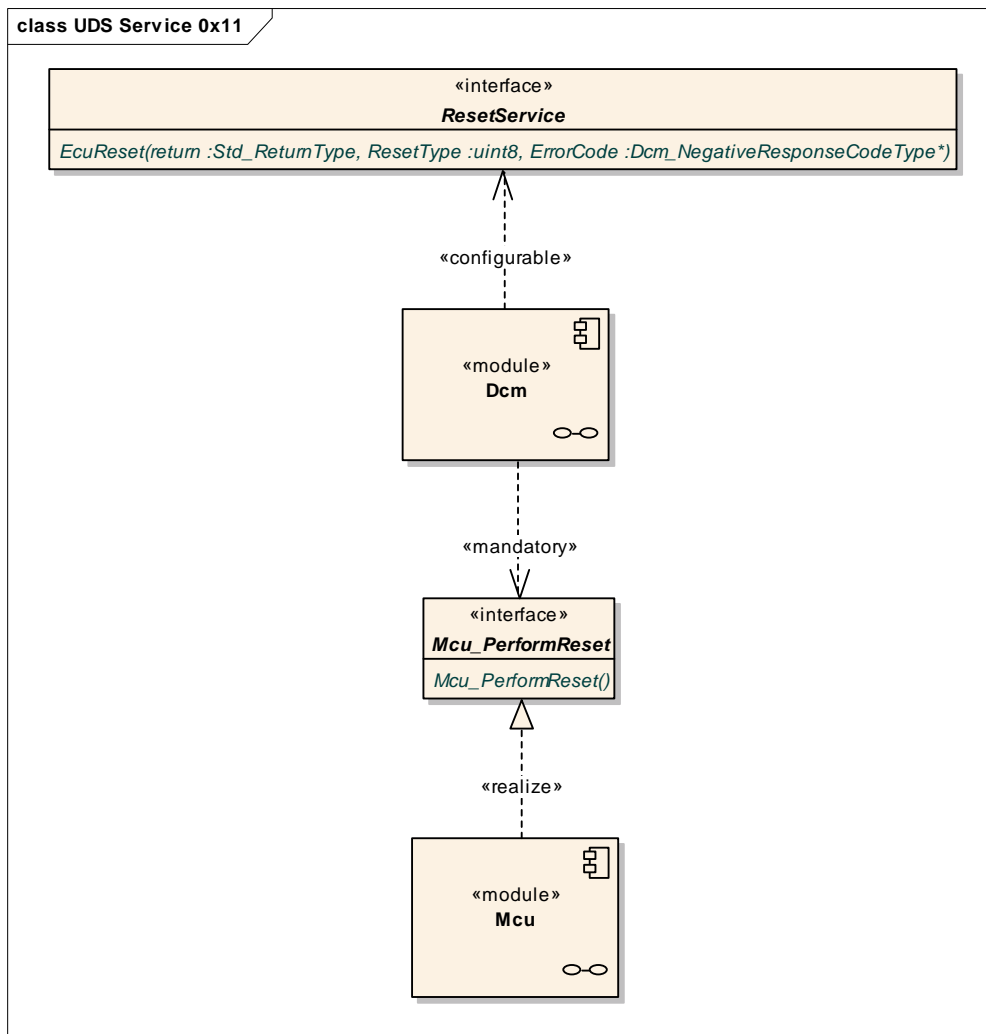 class UDS Service 0x11
«interface»
ResetService
EcuReset(return :Std_ReturnType, ResetType :uint8, ErrorCode :Dcm_NegativeResponseCodeType*)
«configurable»
«module»
Dcm
«mandatory»
«interface»
Mcu_PerformReset
Mcu_PerformReset()
«realize»
«module»
Mcu